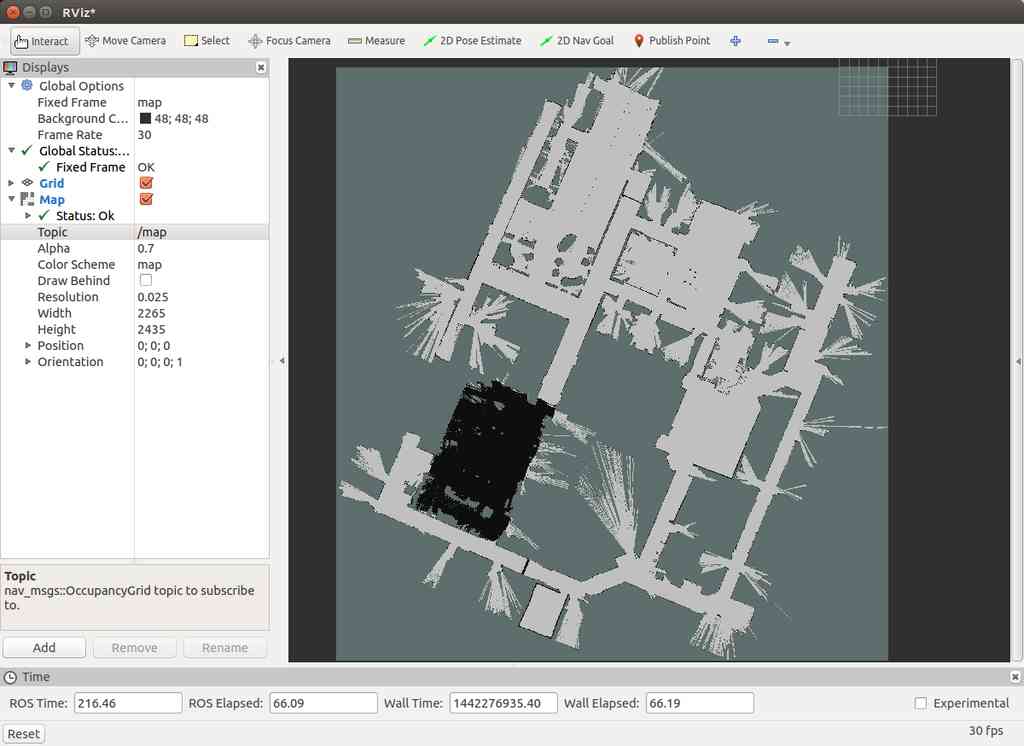 RViz*
Interact Move Camera Select Focus Camera Measure 2D Pose Estimate 2D Nav Goal Publish Point
Displays
Global Options
Fixed Frame map
Background C... 48; 48; 48
Frame Rate 30
Global Status:...
Fixed Frame OK
Grid
Map
Status: Ok
Topic /map
Alpha 0.7
Color Scheme map
Draw Behind
Resolution 0.025
Width 2265
Height 2435
Position 0; 0; 0
Orientation 0; 0; 0; 1
Topic
nav_msgs::OccupancyGrid topic to subscribe
to.
Add Remove Rename
Time
ROS Time: 216.46 ROS Elapsed: 66.09 Wall Time: 1442276935.40 Wall Elapsed: 66.19 Experimental
Reset 30 fps